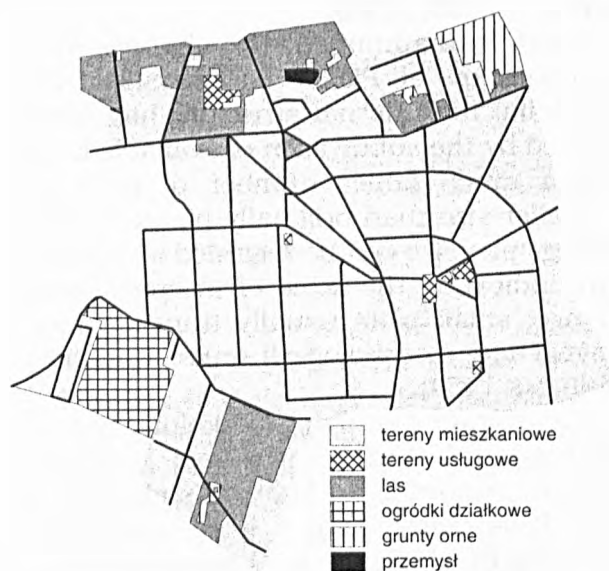 tereny mieszkaniowe
tereny usługowe
las
ogródki działkowe
grunty orne
przemysł